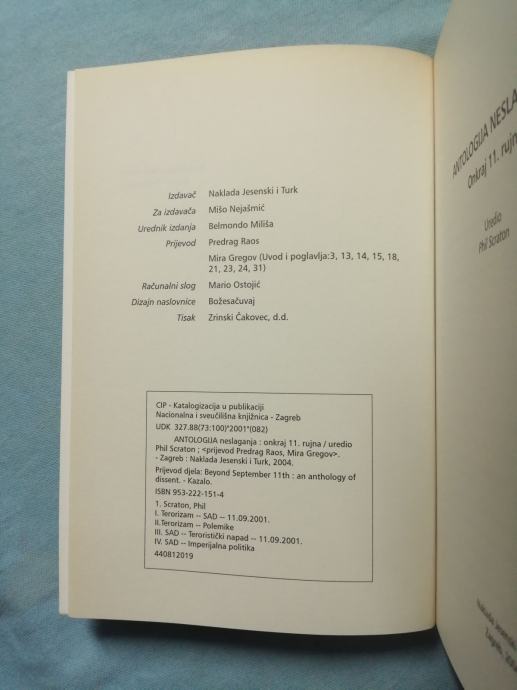 Izdavač Naklada Jesenski i Turk
Za izdavača Mišo Nejašmić
Urednik izdanja Belmondo Miliša
Prijevod Predrag Raos
Mira Gregov (Uvod i poglavlja:3, 13, 14, 15, 18,
21, 23, 24, 31)
Računalni slog Mario Ostojić
Dizajn naslovnice Božesačuvaj
Tisak Zrinski Čakovec, d.d.
CIP - Katalogizacija u publikaciji
Nacionalna i sveučilišna knjižnica - Zagreb
UDK 327.88(73:100)"2001"(082)
ANTOLOGIJA neslaganja : onkraj 11. rujna / uredio
Phil Scraton ; <prijevod Predrag Raos, Mira Gregov>.
- Zagreb : Naklada Jesenski i Turk, 2004.
Prijevod djela: Beyond September 11th : an anthology of
dissent. - Kazalo.
ISBN 953-222-151-4
1. Scraton, Phil
I. Terorizam -- SAD -- 11.09.2001.
II.Terorizam -- Polemike
III. SAD -- Teroristički napad -- 11.09.2001.
IV. SAD -- Imperijalna politika
440812019
ANTOLOGIJA
Onkraj 11. rujn
Uredio
Phil Scraton
Naklada Jesenski
Zagreb,